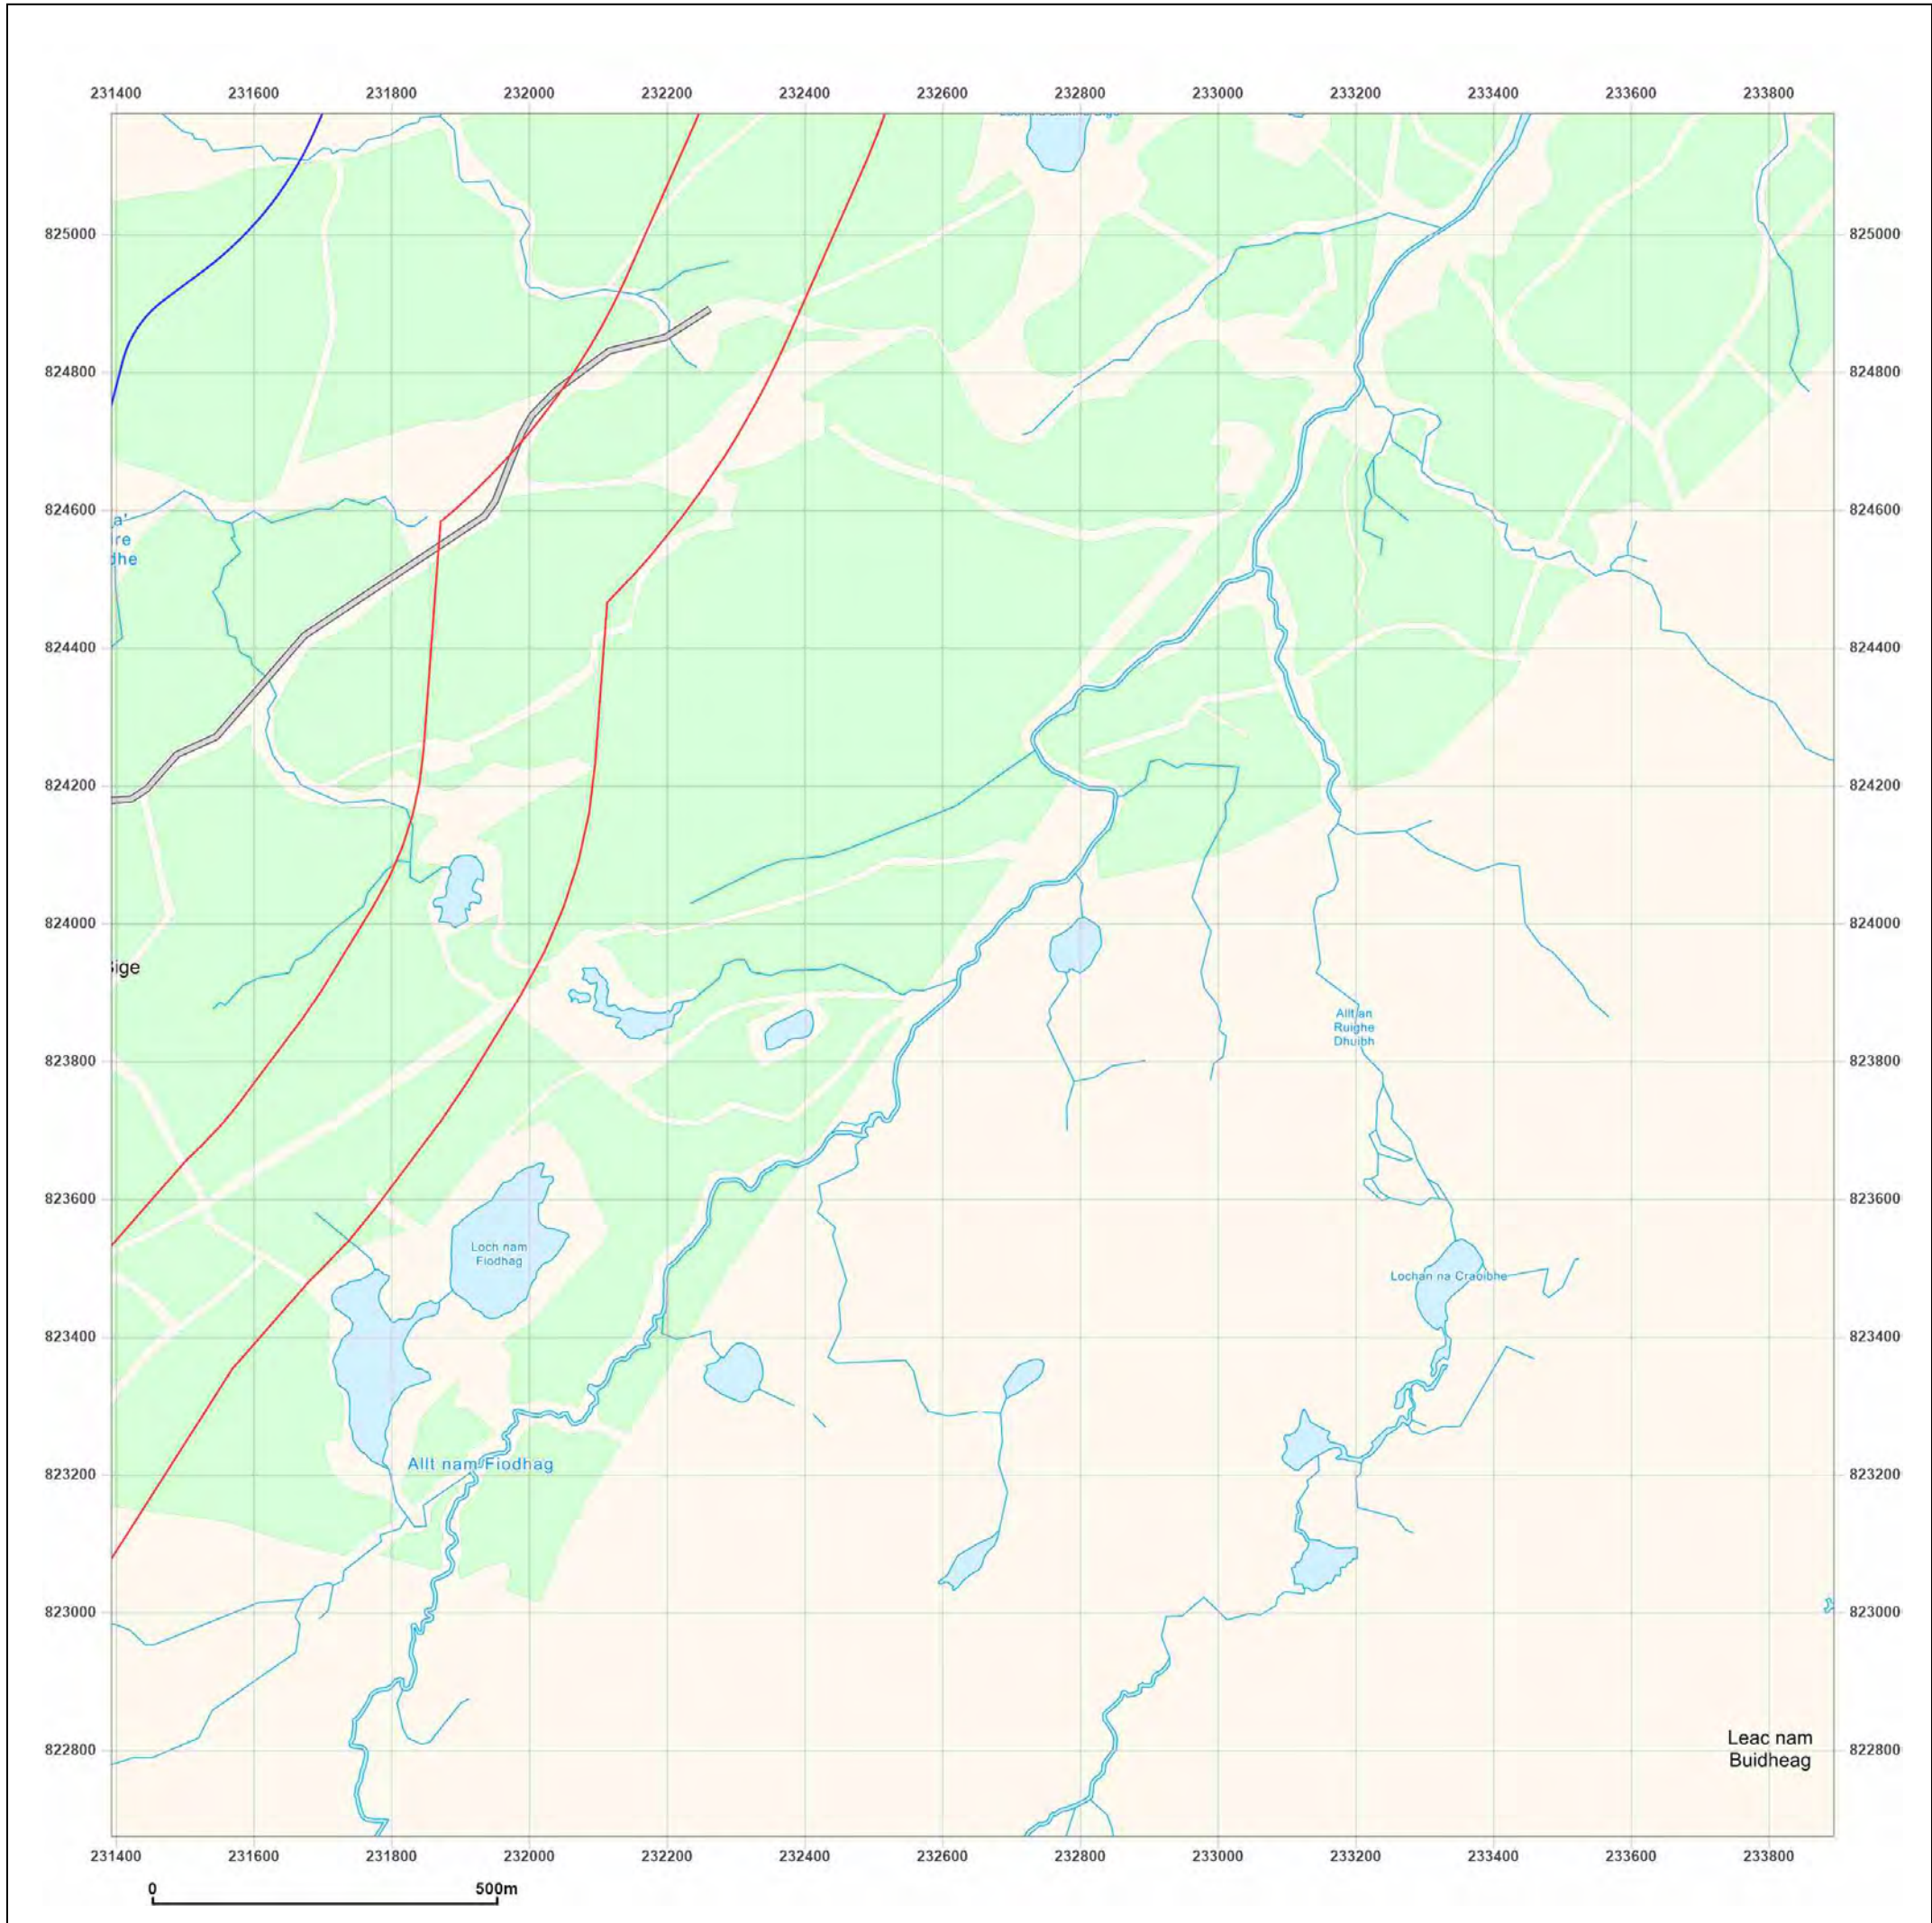 231400 231600 231800 232000 232200 232400 232600 232800 233000 233200 233400 233600 233800
825000 825000
824800 824800
824600 824600
a'
re
dhe
824400 824400
824200 824200
824000 824000
ige
Allt an
Ruighe
Dhuibh
823800 823800
823600 823600
Loch nam
Fiodhag
Lochan na Craoibhe
823400 823400
Allt nam Fiodhag
823200 823200
823000 823000
Leac nam
Buidheag
822800 822800
231400 231600 231800 232000 232200 232400 232600 232800 233000 233200 233400 233600 233800
0 500m